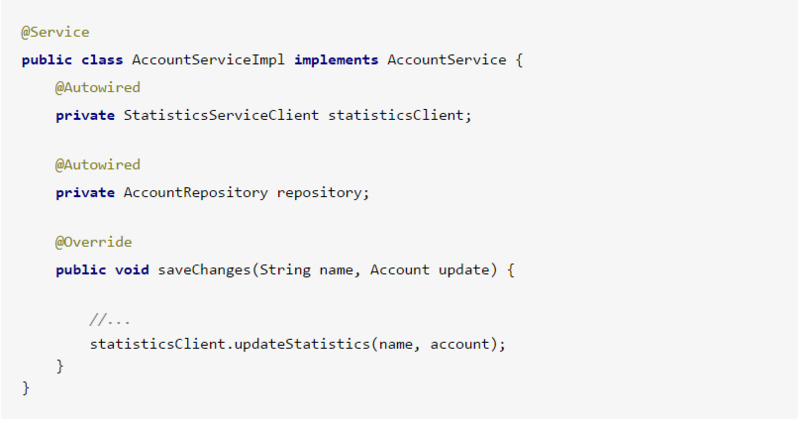 @Service
public class AccountServiceImpl implements AccountService {
@Autowired
private StatisticsServiceClient statisticsClient;
@Autowired
private AccountRepository repository;
@Override
public void saveChanges(String name, Account update) {
//...
statisticsClient.updateStatistics(name, account);
}
}